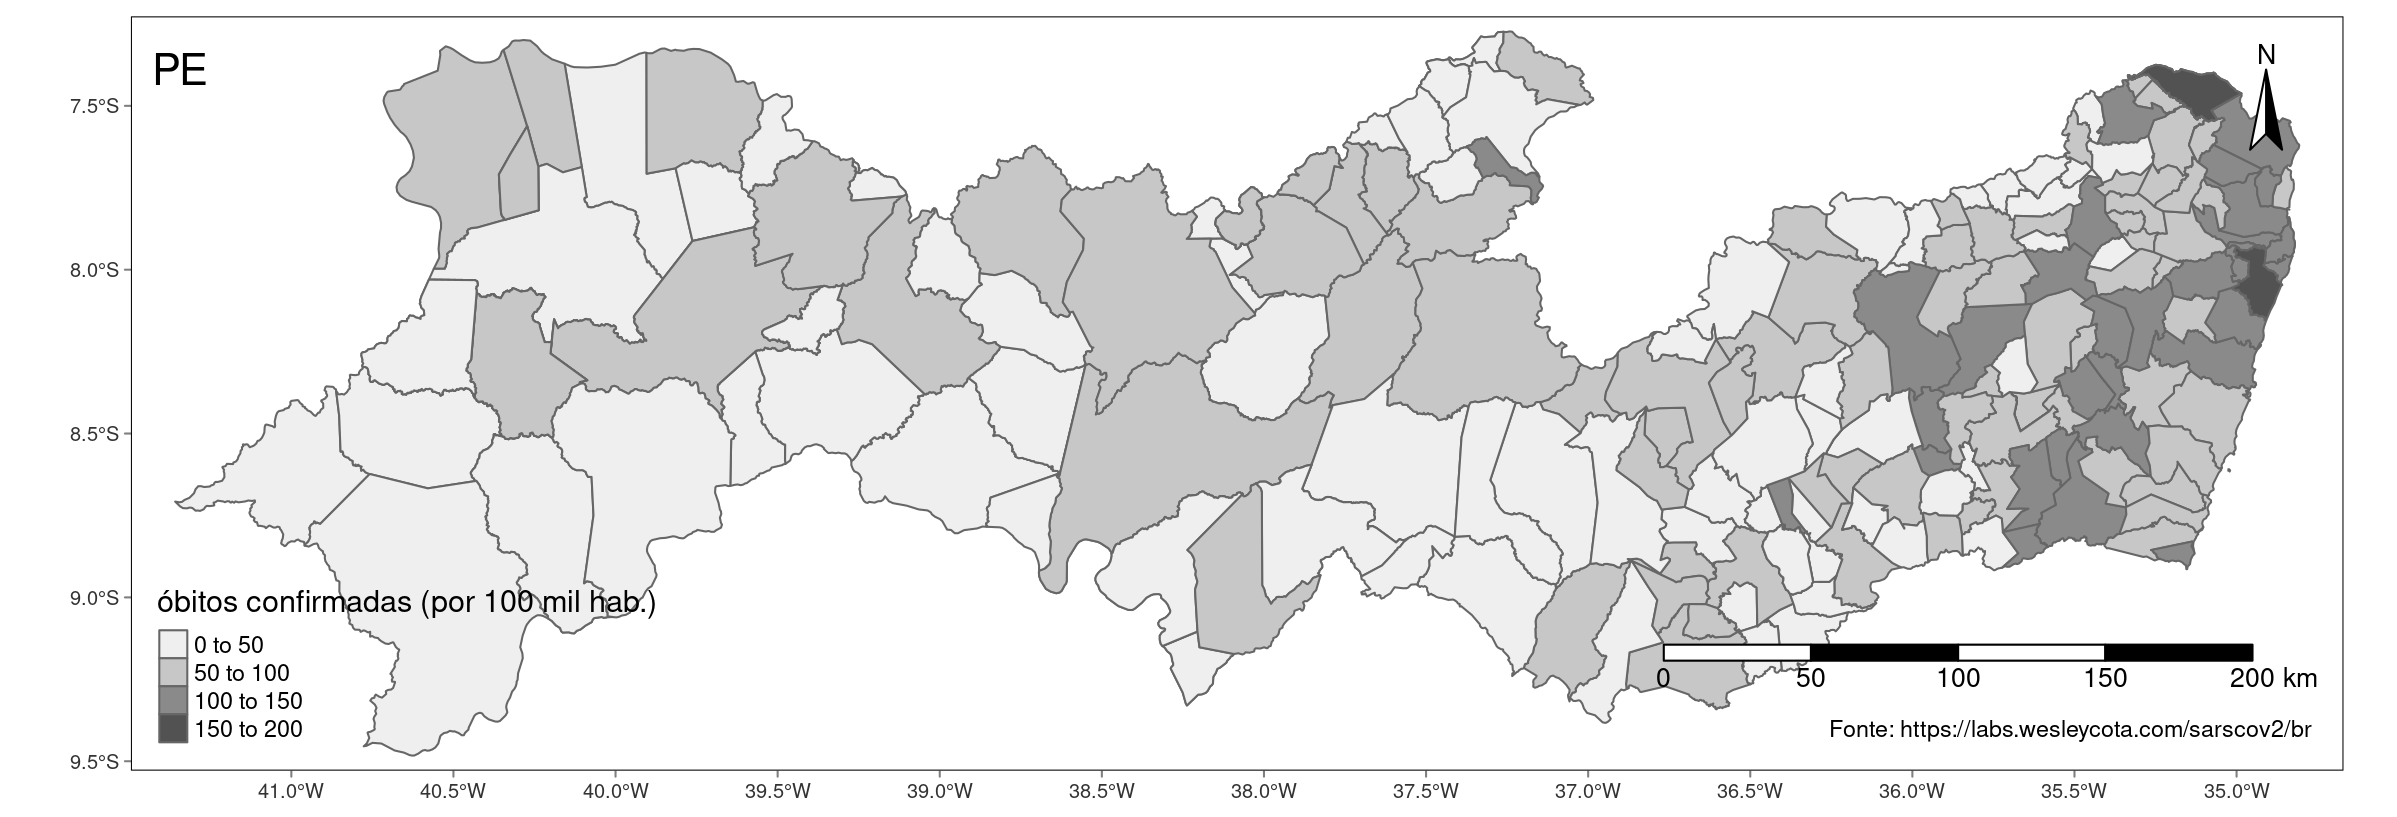 PE
N
7.5°S
8.0°S
8.5°S
9.0°S
9.5°S
óbitos confirmadas (por 100 mil hab.)
0 to 50
50 to 100
100 to 150
150 to 200
0 50 100 150 200 km
Fonte: https://labs.wesleycota.com/sarscov2/br
41.0°W 40.5°W 40.0°W 39.5°W 39.0°W 38.5°W 38.0°W 37.5°W 37.0°W 36.5°W 36.0°W 35.5°W 35.0°W